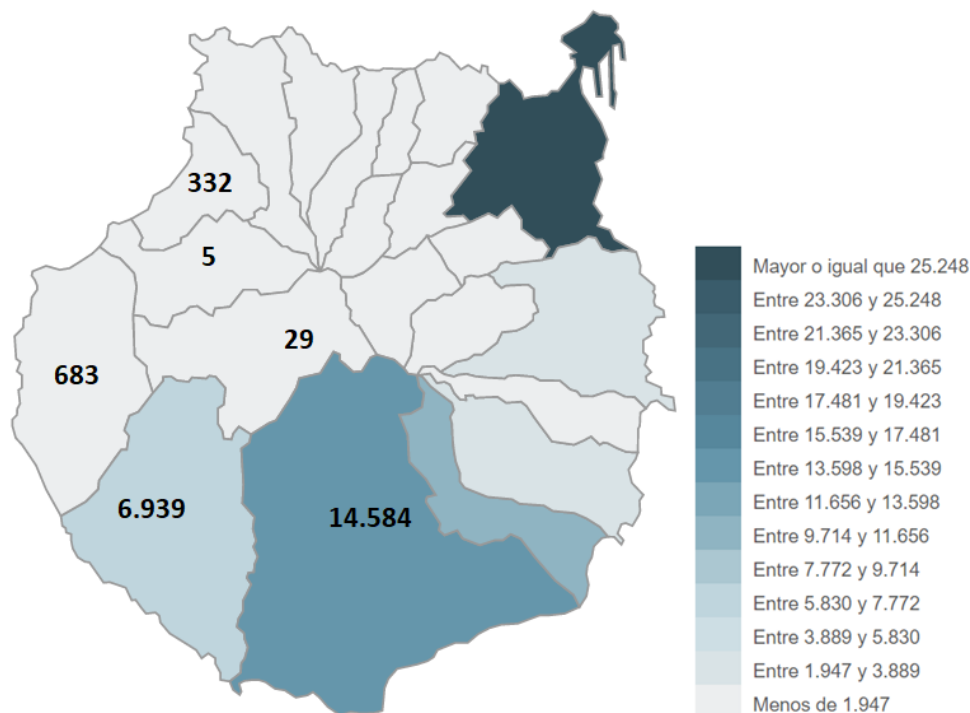 332
5
29
683
6.939
14.584
Mayor o igual que 25.248
Entre 23.306 y 25.248
Entre 21.365 y 23.306
Entre 19.423 y 21.365
Entre 17.481 y 19.423
Entre 15.539 y 17.481
Entre 13.598 y 15.539
Entre 11.656 y 13.598
Entre 9.714 y 11.656
Entre 7.772 y 9.714
Entre 5.830 y 7.772
Entre 3.889 y 5.830
Entre 1.947 y 3.889
Menos de 1.947